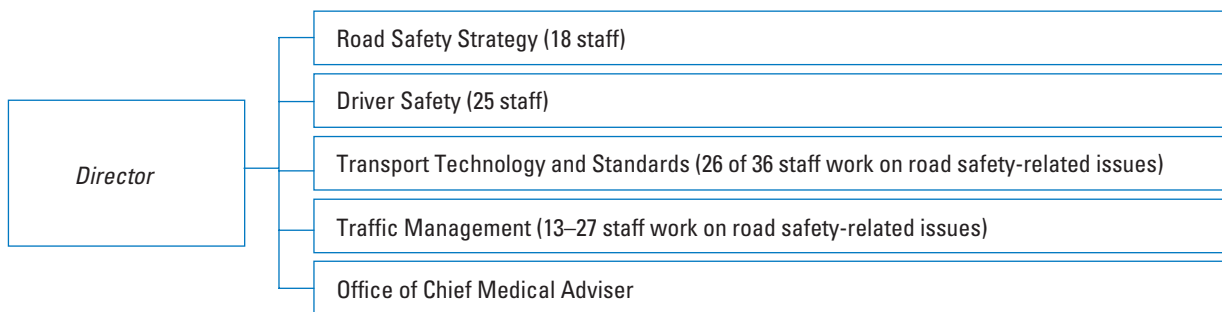 Road Safety Strategy (18 staff)
Driver Safety (25 staff)
Director
Transport Technology and Standards (26 of 36 staff work on road safety-related issues)
Traffic Management (13–27 staff work on road safety-related issues)
Office of Chief Medical Adviser